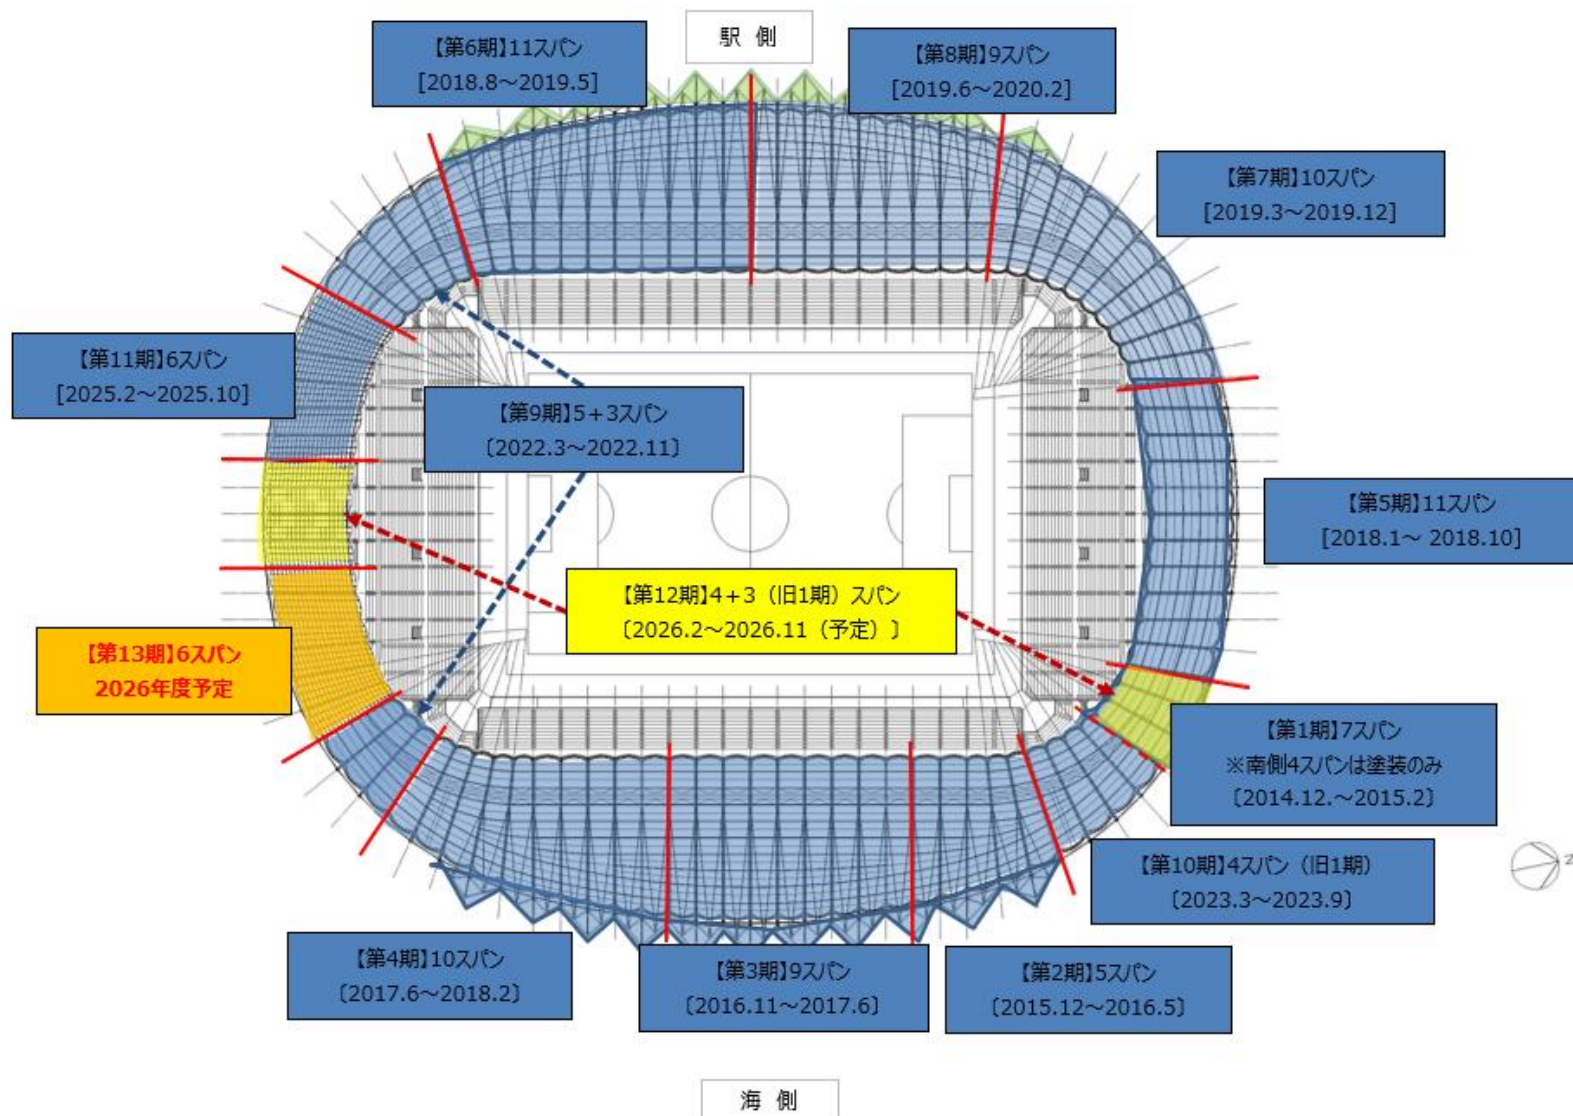 駅 側
【第6期】11スパン
[2018.8～2019.5]
【第8期】9スパン
[2019.6～2020.2]
【第7期】10スパン
[2019.3～2019.12]
【第11期】6スパン
[2025.2～2025.10]
【第9期】5＋3スパン
〔2022.3～2022.11〕
【第5期】11スパン
[2018.1～ 2018.10]
【第12期】4＋3（旧1期）スパン
〔2026.2～2026.11（予定）〕
【第13期】6スパン
2026年度予定
【第1期】7スパン
※南側4スパンは塗装のみ
〔2014.12.～2015.2〕
【第10期】4スパン（旧1期）
〔2023.3～2023.9〕
【第4期】10スパン
〔2017.6～2018.2〕
【第3期】9スパン
〔2016.11～2017.6〕
【第2期】5スパン
〔2015.12～2016.5〕
海 側
N